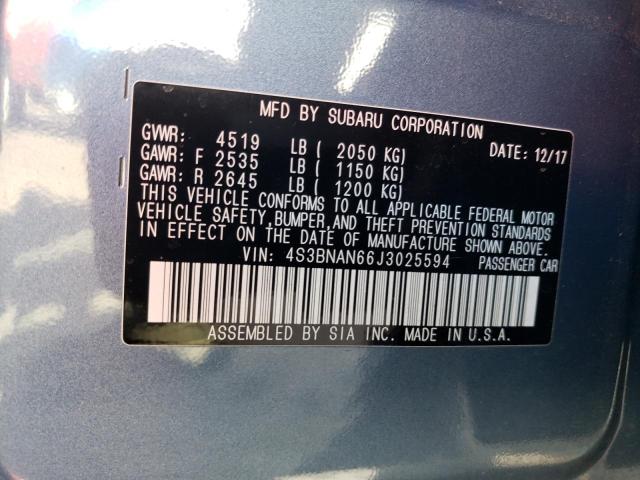 MFD BY SUBARU CORPORATION
GVWR: 4519 LB ( 2050 KG) DATE: 12/17
GAWR: F 2535 LB ( 1150 KG)
GAWR: R 2645 LB ( 1200 KG)
THIS VEHICLE CONFORMS TO ALL APPLICABLE FEDERAL MOTOR
VEHICLE SAFETY, BUMPER, AND THEFT PREVENTION STANDARDS
IN EFFECT ON THE DATE OF MANUFACTURE SHOWN ABOVE.
VIN: 4S3BNAN66J3025594 PASSENGER CAR
ASSEMBLED BY SIA INC. MADE IN U.S.A.